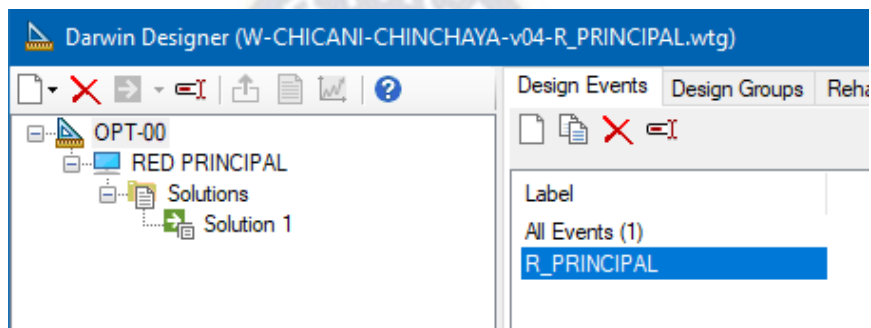 Darwin Designer (W-CHICANI-CHINCHAYA-v04-R_PRINCIPAL.wtg)
Design Events Design Groups
OPT-00
RED PRINCIPAL
Solutions
Solution 1
Label
All Events (1)
R_PRINCIPAL